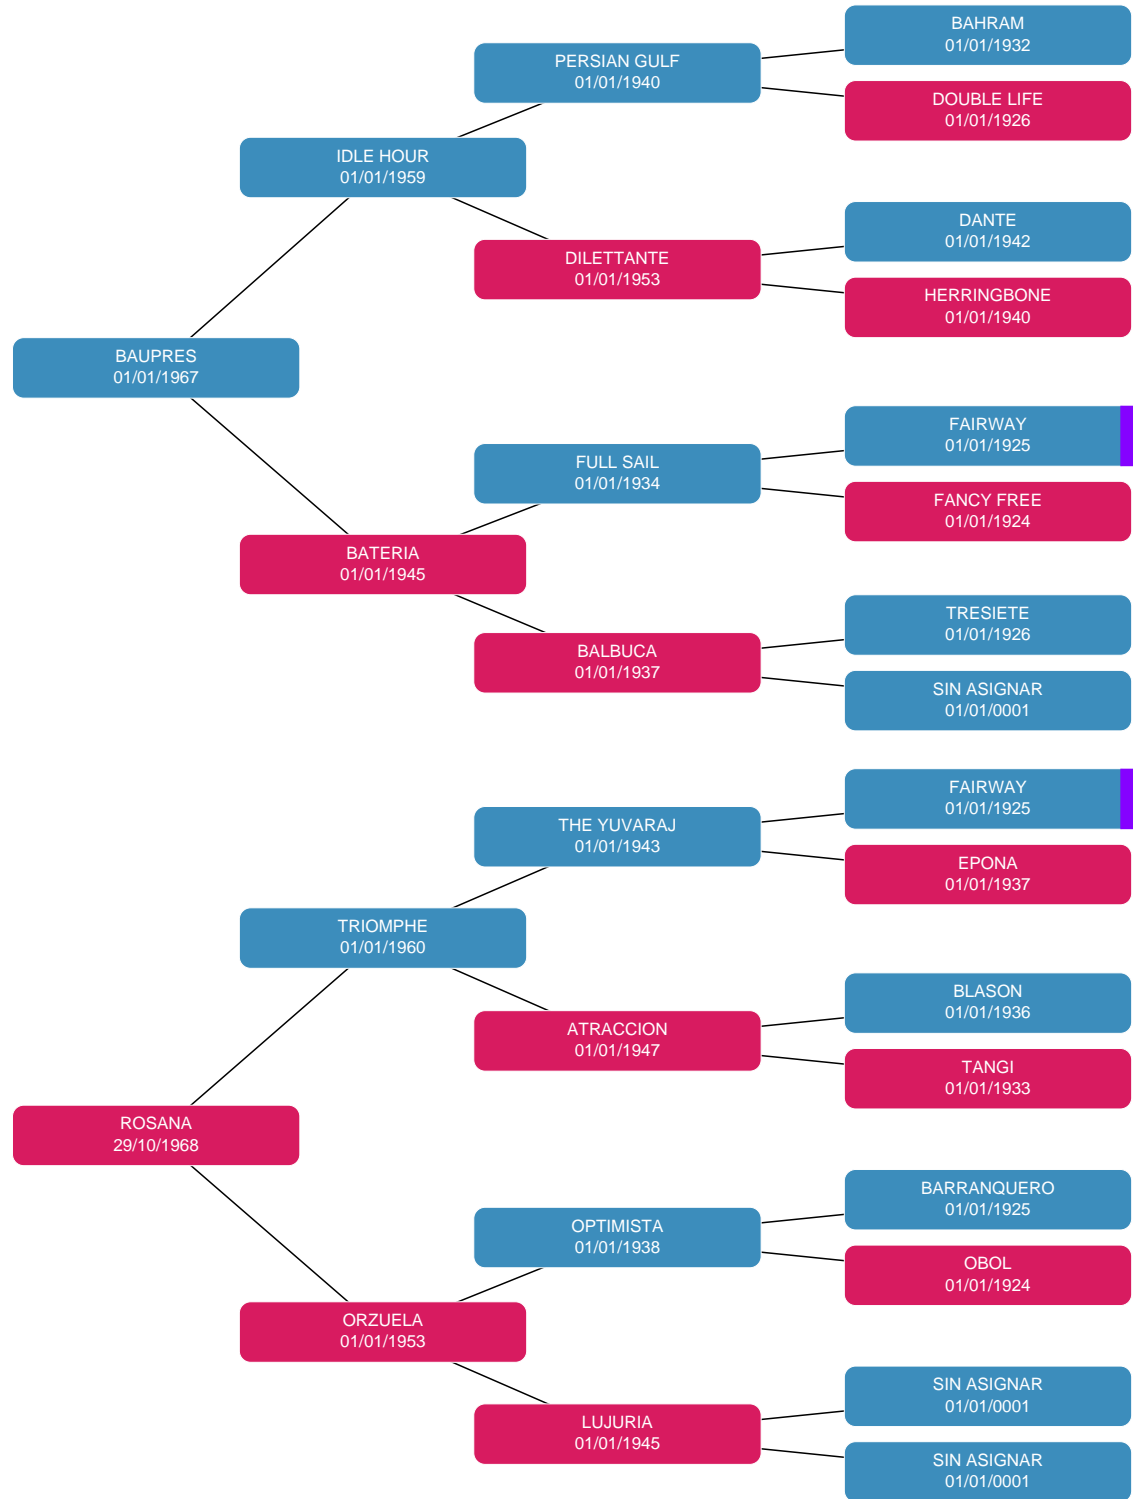 BAHRAM
01/01/1932
PERSIAN GULF
01/01/1940
DOUBLE LIFE
01/01/1926
IDLE HOUR
01/01/1959
DANTE
01/01/1942
DILETTANTE
01/01/1953
HERRINGBONE
01/01/1940
BAUPRES
01/01/1967
FAIRWAY
01/01/1925
FULL SAIL
01/01/1934
FANCY FREE
01/01/1924
BATERIA
01/01/1945
TRESIETE
01/01/1926
BALBUCA
01/01/1937
SIN ASIGNAR
01/01/0001
FAIRWAY
01/01/1925
THE YUVARAJ
01/01/1943
EPONA
01/01/1937
TRIOMPHE
01/01/1960
BLASON
01/01/1936
ATRACCION
01/01/1947
TANGI
01/01/1933
ROSANA
29/10/1968
BARRANQUERO
01/01/1925
OPTIMISTA
01/01/1938
OBOL
01/01/1924
ORZUELA
01/01/1953
SIN ASIGNAR
01/01/0001
LUJURIA
01/01/1945
SIN ASIGNAR
01/01/0001